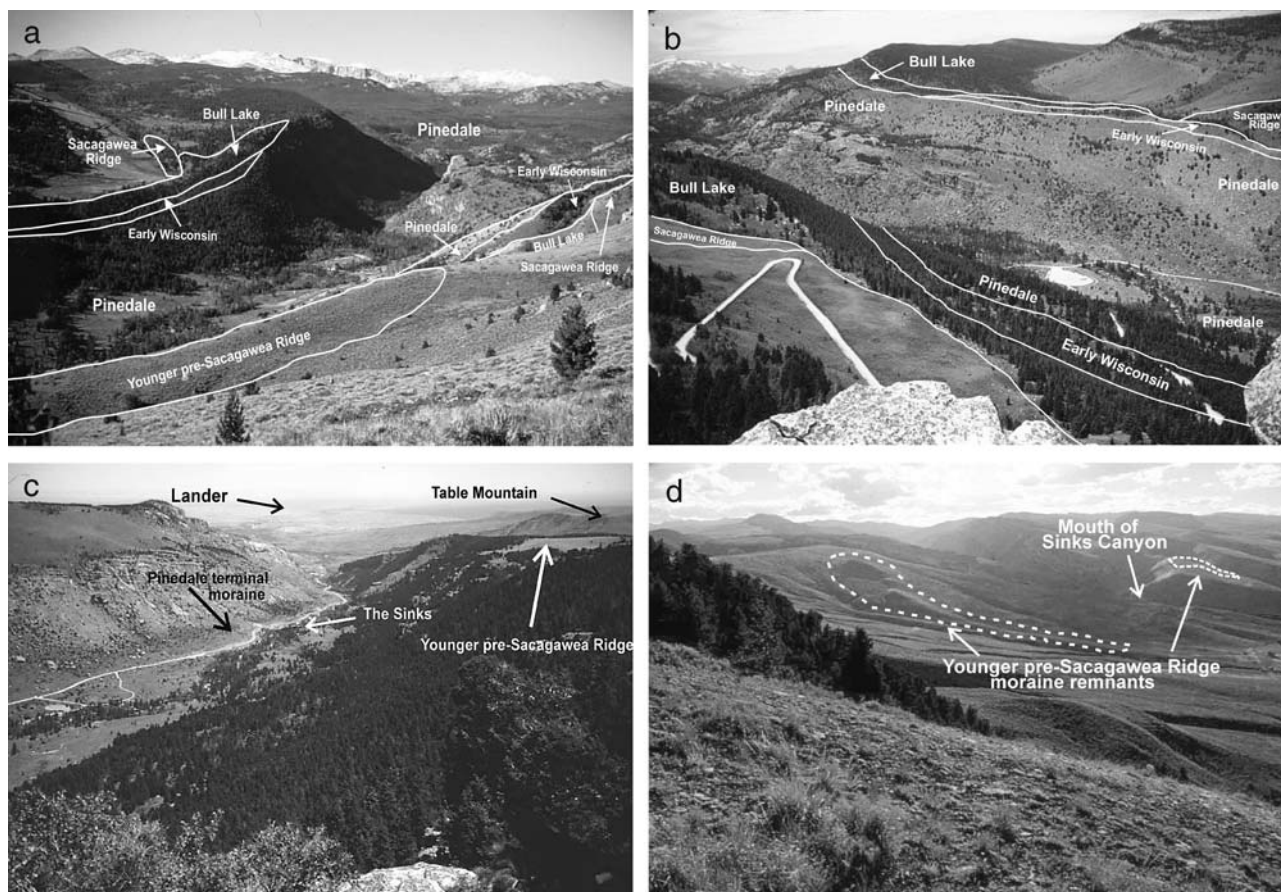 a
Bull Lake
Sacagawea
Ridge
Pinedale
Early Wisconsin
Early Wisconsin
Pinedale
Bull Lake
Sacagawea Ridge
Pinedale
Younger pre-Sacagawea Ridge
b
Bull Lake
Pinedale
Sacagawea
Ridge
Early Wisconsin
Bull Lake
Pinedale
Sacagawea Ridge
Pinedale
Pinedale
Early Wisconsin
c
Lander
Table Mountain
Pinedale terminal
moraine
The Sinks
Younger pre-Sacagawea Ridge
d
Mouth of
Sinks Canyon
Younger pre-Sacagawea Ridge
moraine remnants